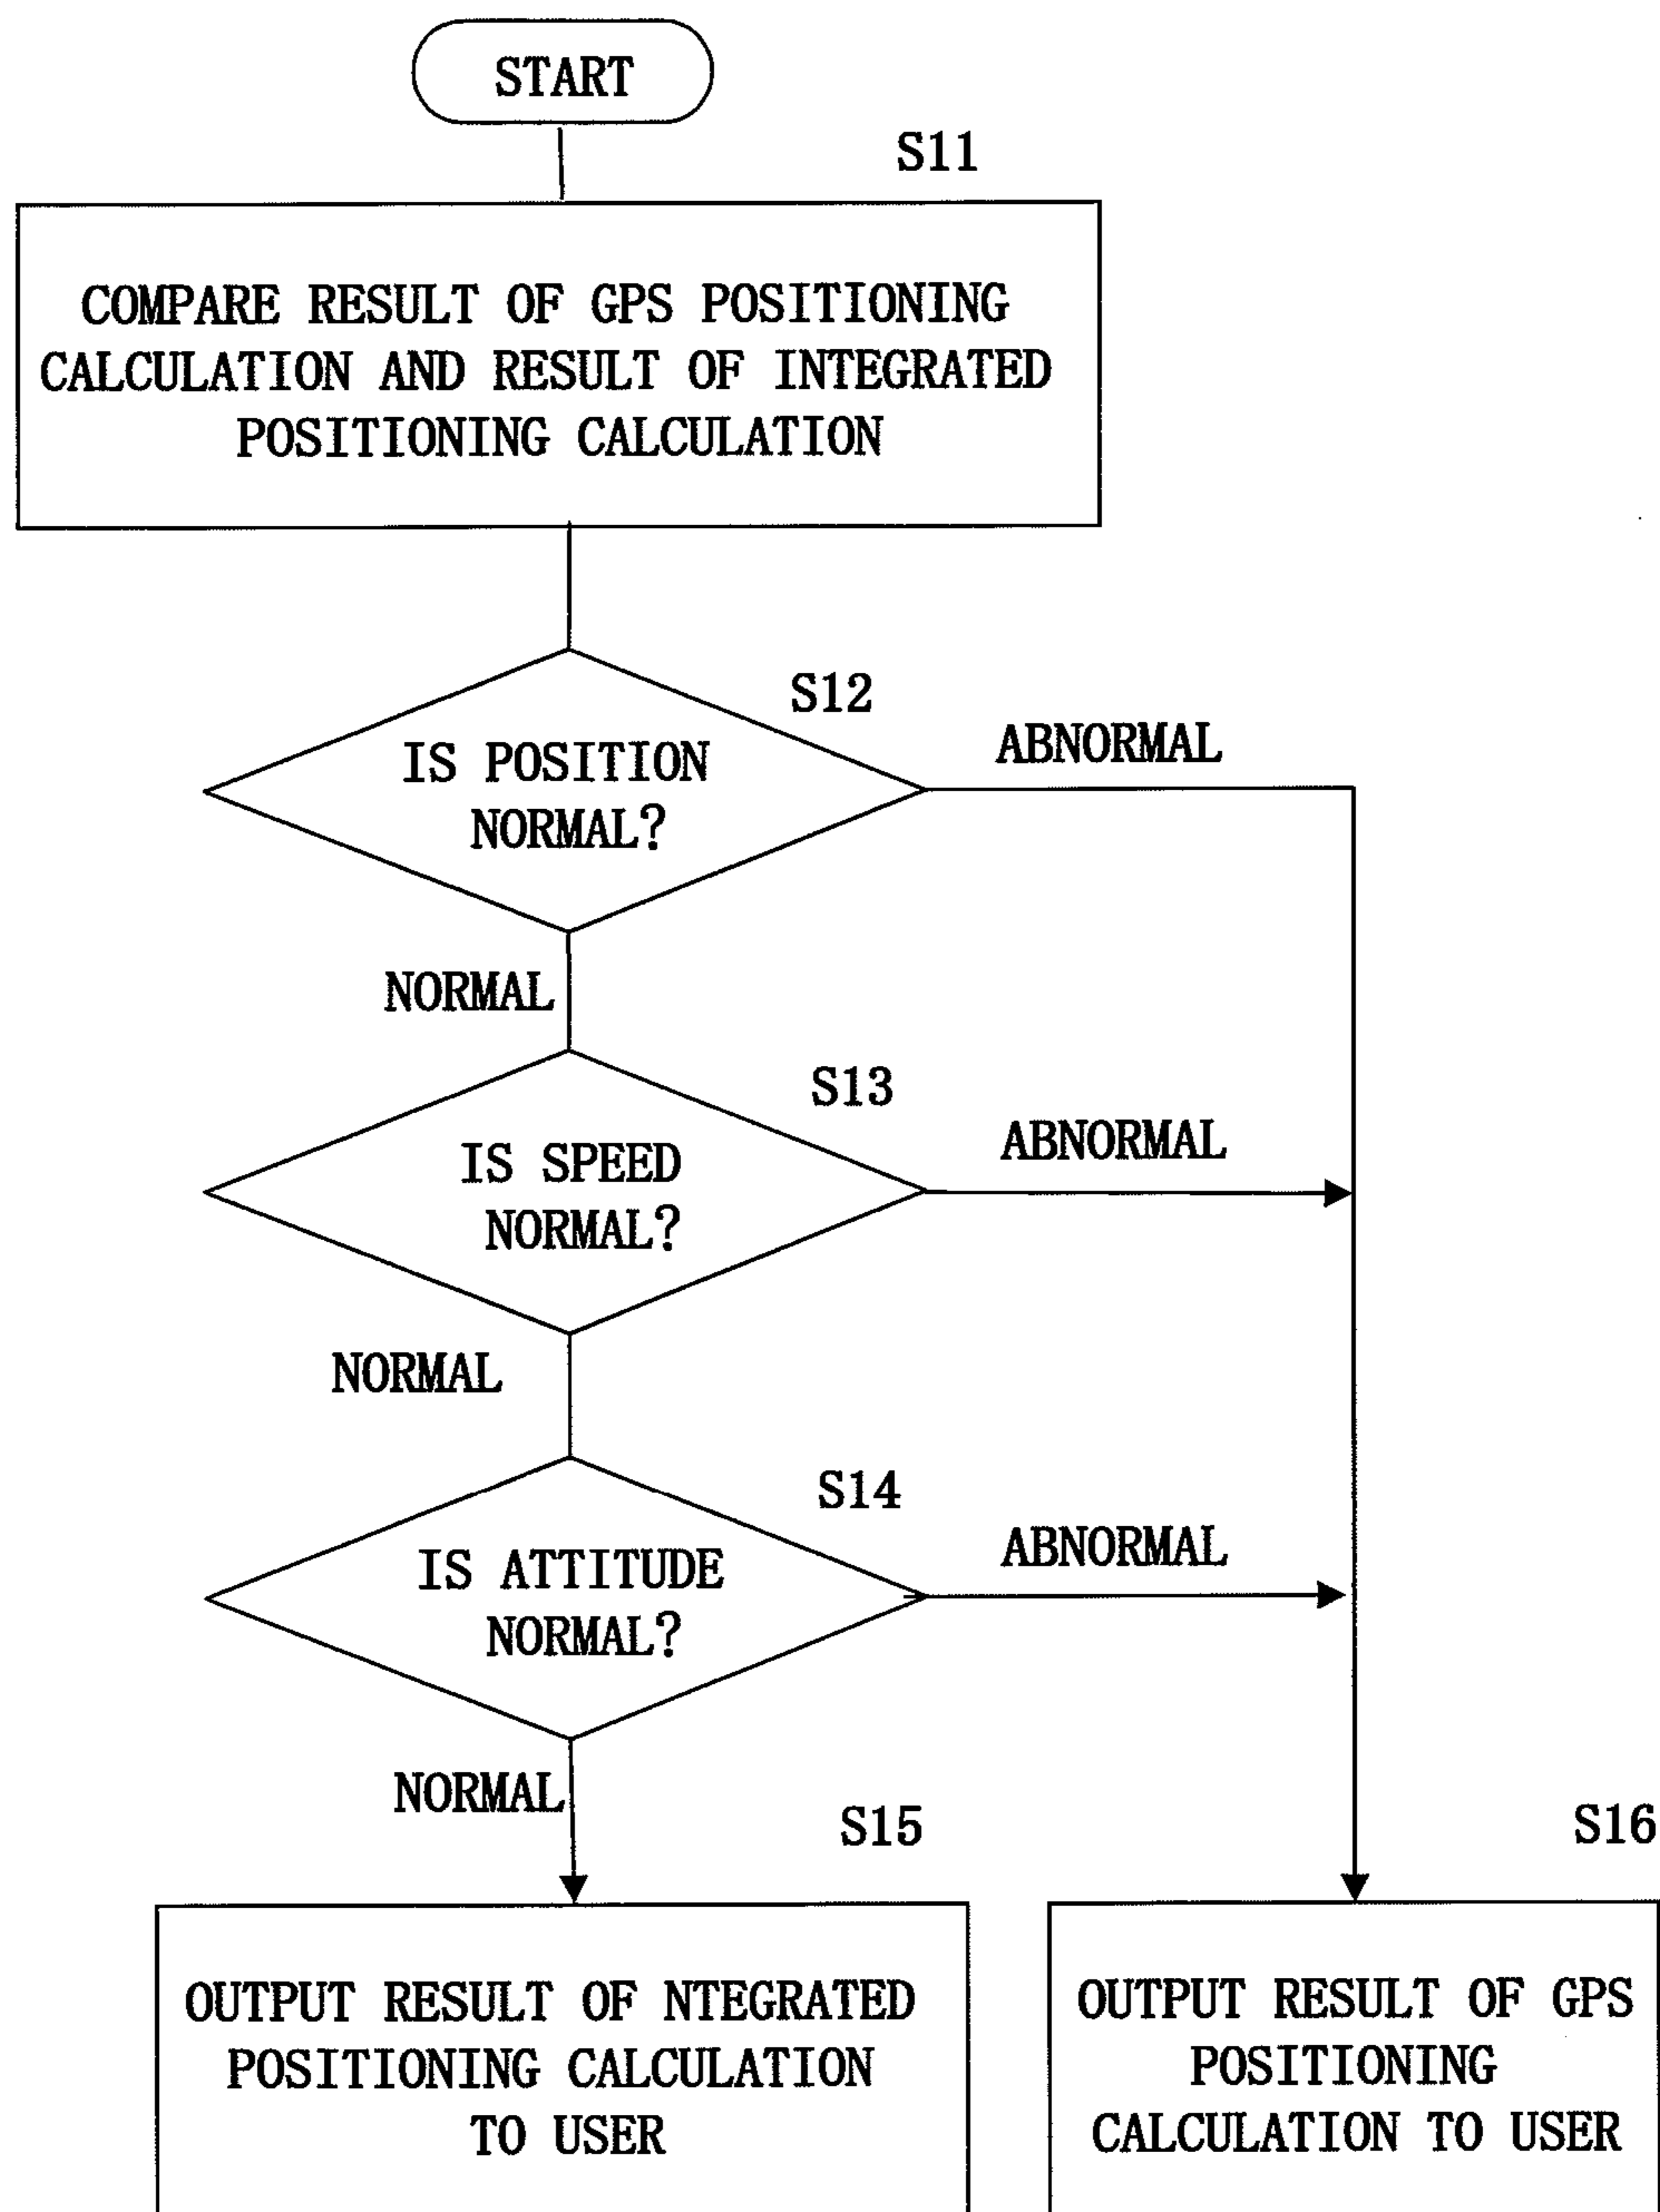 START
S11
COMPARE RESULT OF GPS POSITIONING
CALCULATION AND RESULT OF INTEGRATED
POSITIONING CALCULATION
S12
IS POSITION
NORMAL?
ABNORMAL
NORMAL
S13
IS SPEED
NORMAL?
ABNORMAL
NORMAL
S14
IS ATTITUDE
NORMAL?
ABNORMAL
NORMAL
S15
OUTPUT RESULT OF NTEGRATED
POSITIONING CALCULATION
TO USER
S16
OUTPUT RESULT OF GPS
POSITIONING
CALCULATION TO USER